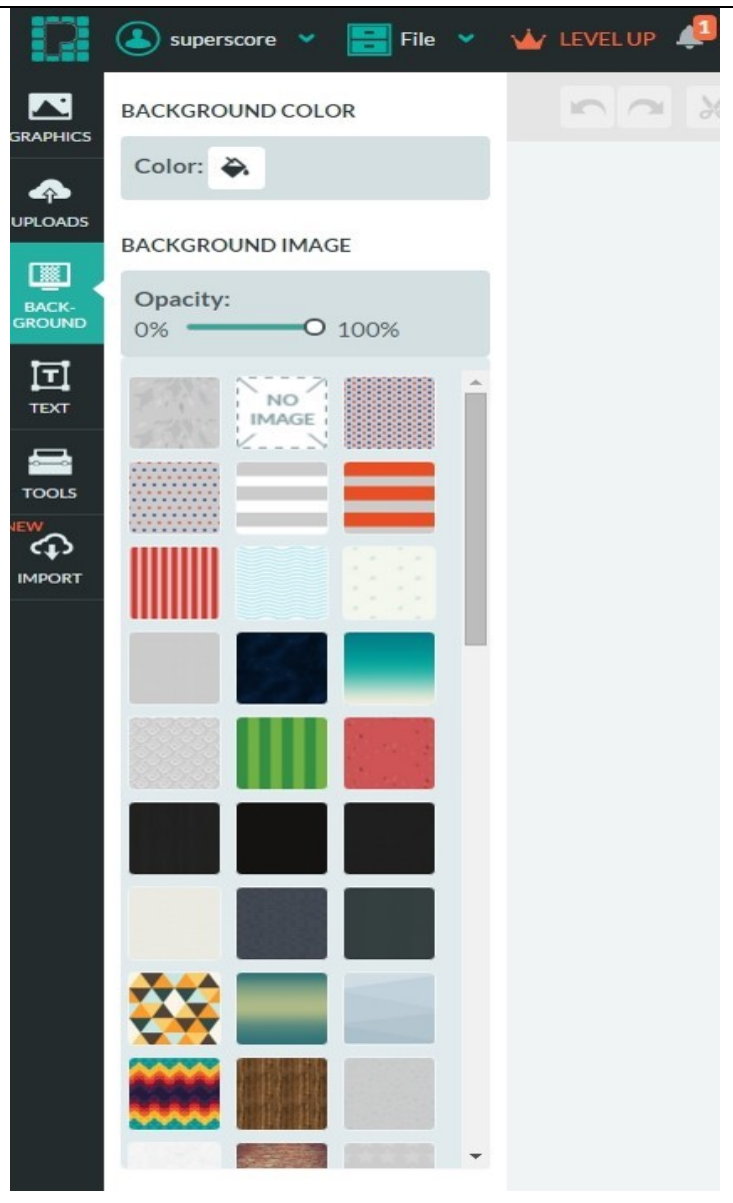 superscore File LEVEL UP 1
GRAPHICS
UPLOADS
BACK-
GROUND
TEXT
TOOLS
NEW
IMPORT
BACKGROUND COLOR
Color:
BACKGROUND IMAGE
Opacity:
0% 100%
NO
IMAGE